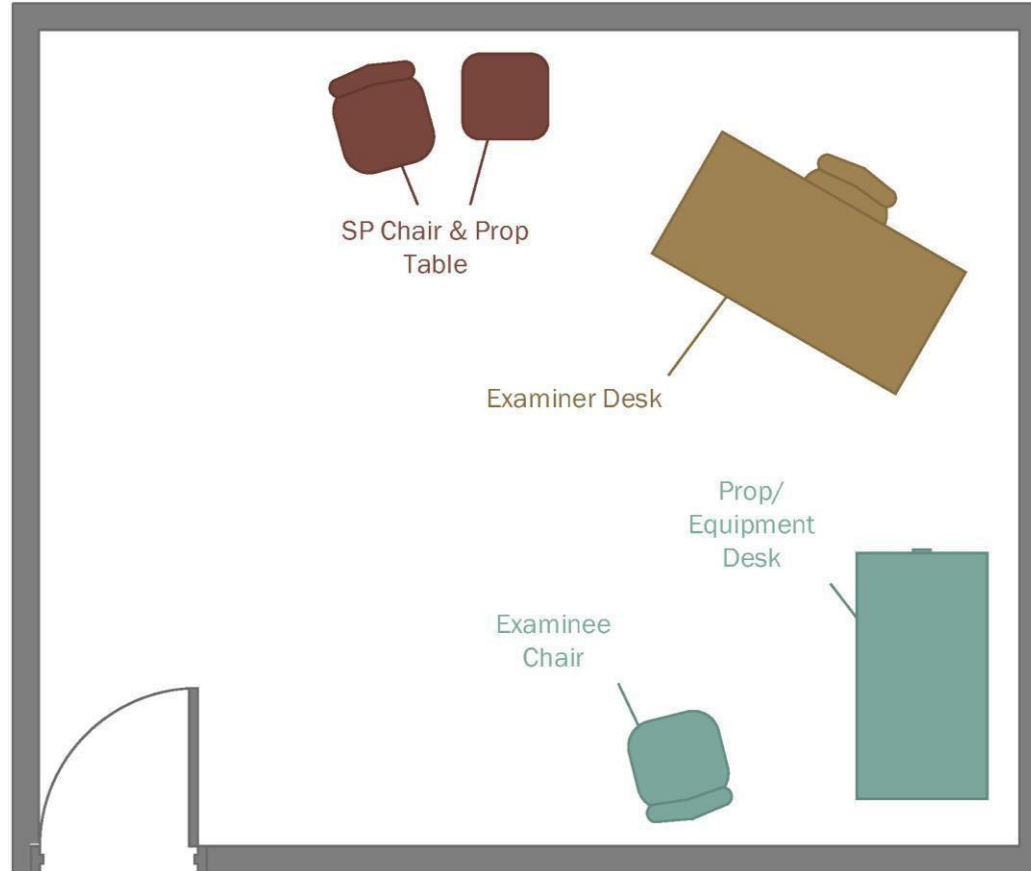 SP Chair & Prop
Table
Examiner Desk
Prop/
Equipment
Desk
Examinee
Chair